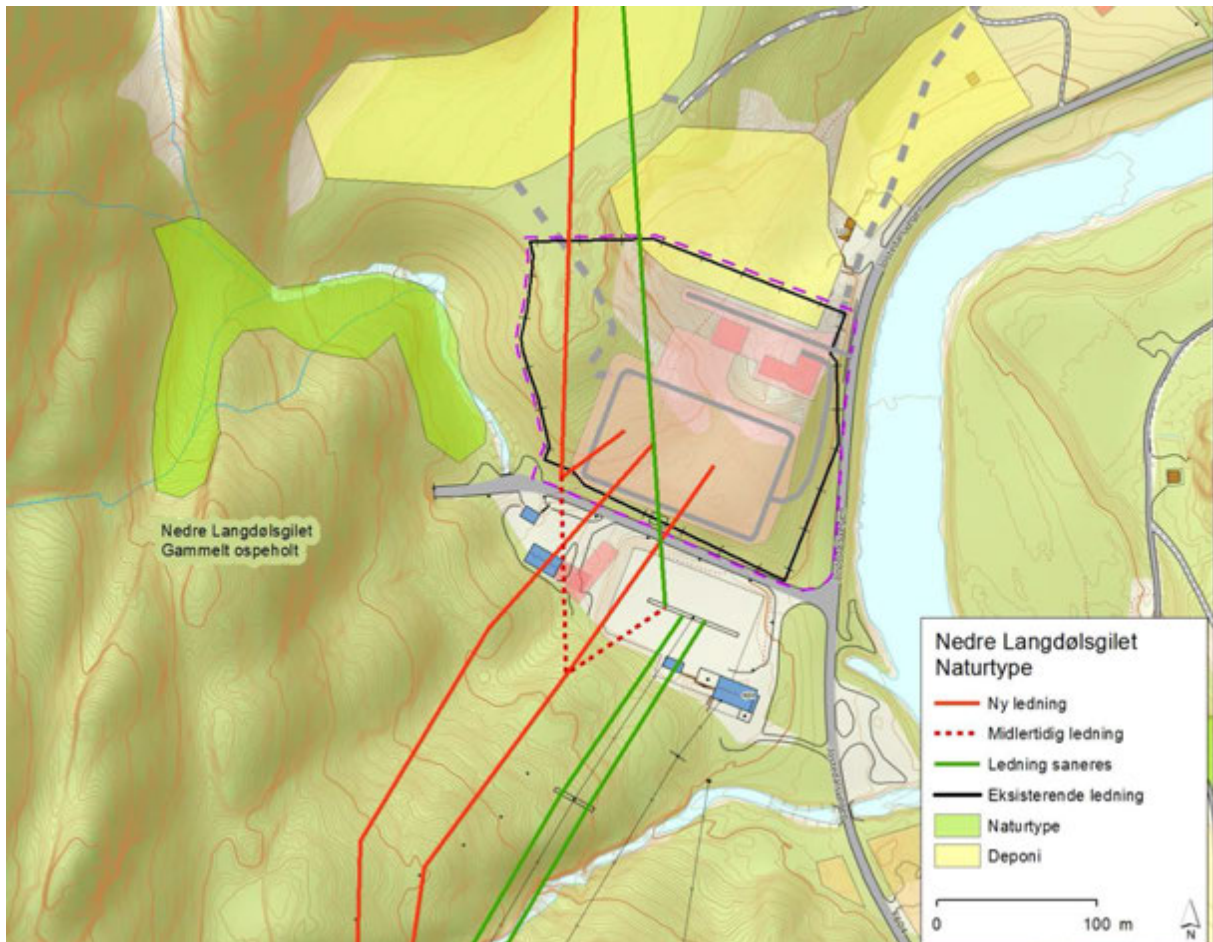 Nedre Langdølsgilet
Gammelt ospeholt
Nedre Langdølsgilet
Naturtype
Ny ledning
Midlertidig ledning
Ledning saneres
Eksisterende ledning
Naturtype
Deponi
0 100 m
N